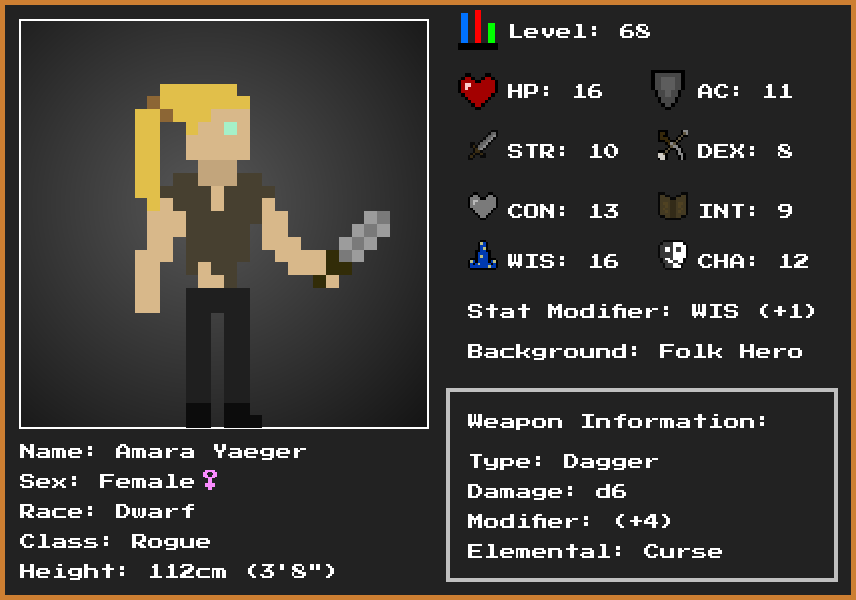 Level: 68
HP: 16 AC: 11
STR: 10 DEX: 8
CON: 13 INT: 9
WIS: 16 CHA: 12
Stat Modifier: WIS (+1)
Background: Folk Hero
Weapon Information:
Type: Dagger
Damage: d6
Modifier: (+4)
Elemental: Curse
Name: Amara Yaeger
Sex: Female♀
Race: Dwarf
Class: Rogue
Height: 112cm (3'8")